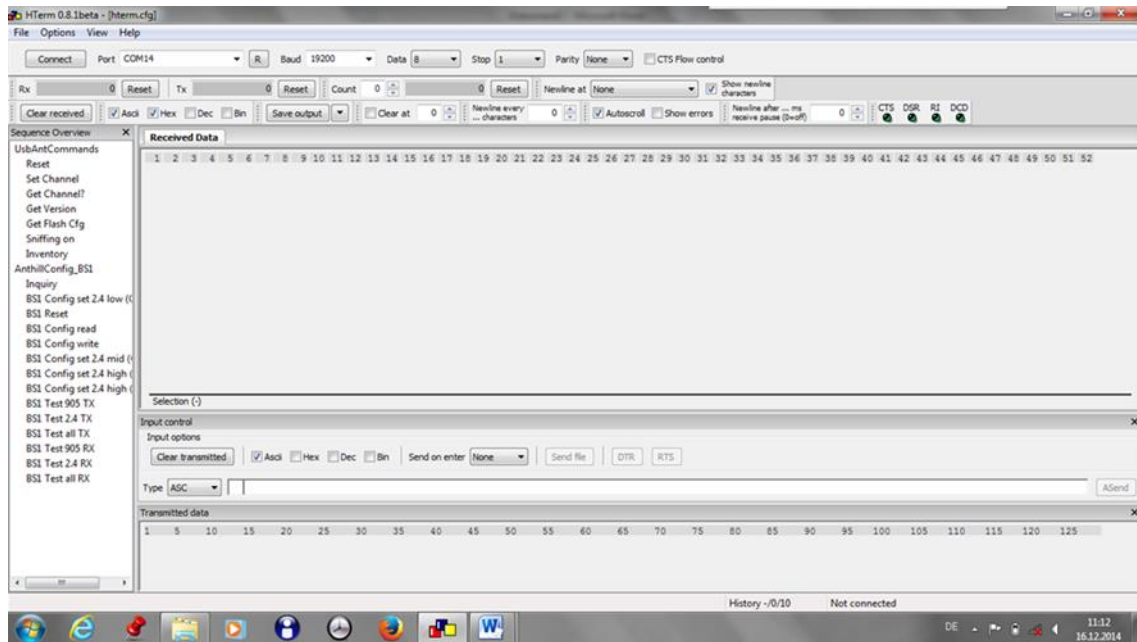 HTerm 0.8.1beta - [hterm.cfg]
File Options View Help
Connect Port COM14 R Baud 19200 Data 8 Stop 1 Parity None CTS Flow control
Rx 0 Reset Tx 0 Reset Count 0 0 Reset Newline at None Show newline characters
Clear received Ascii Hex Dec Bin Save output Clear at 0 Newline every ... characters 0 Autoscroll Show errors Newline after ... ms receive pause (0=off) 0 CTS DSR RI DCD
Sequence Overview X
UsbAntCommands
Reset
Set Channel
Get Channel?
Get Version
Get Flash Cfg
Sniffing on
Inventory
AnthillConfig_BS1
Inquiry
BS1 Config set 2.4 low (
BS1 Reset
BS1 Config read
BS1 Config write
BS1 Config set 2.4 mid (
BS1 Config set 2.4 high (
BS1 Config set 2.4 high (
BS1 Test 905 TX
BS1 Test 2.4 TX
BS1 Test all TX
BS1 Test 905 RX
BS1 Test 2.4 RX
BS1 Test all RX
Received Data
1 2 3 4 5 6 7 8 9 10 11 12 13 14 15 16 17 18 19 20 21 22 23 24 25 26 27 28 29 30 31 32 33 34 35 36 37 38 39 40 41 42 43 44 45 46 47 48 49 50 51 52
Selection (-)
Input control
Input options
Clear transmitted Ascii Hex Dec Bin Send on enter None Send file DTR RTS
Type ASC ASend
Transmitted data
1 5 10 15 20 25 30 35 40 45 50 55 60 65 70 75 80 85 90 95 100 105 110 115 120 125
History -/0/10 Not connected
DE 11:12
16.12.2014